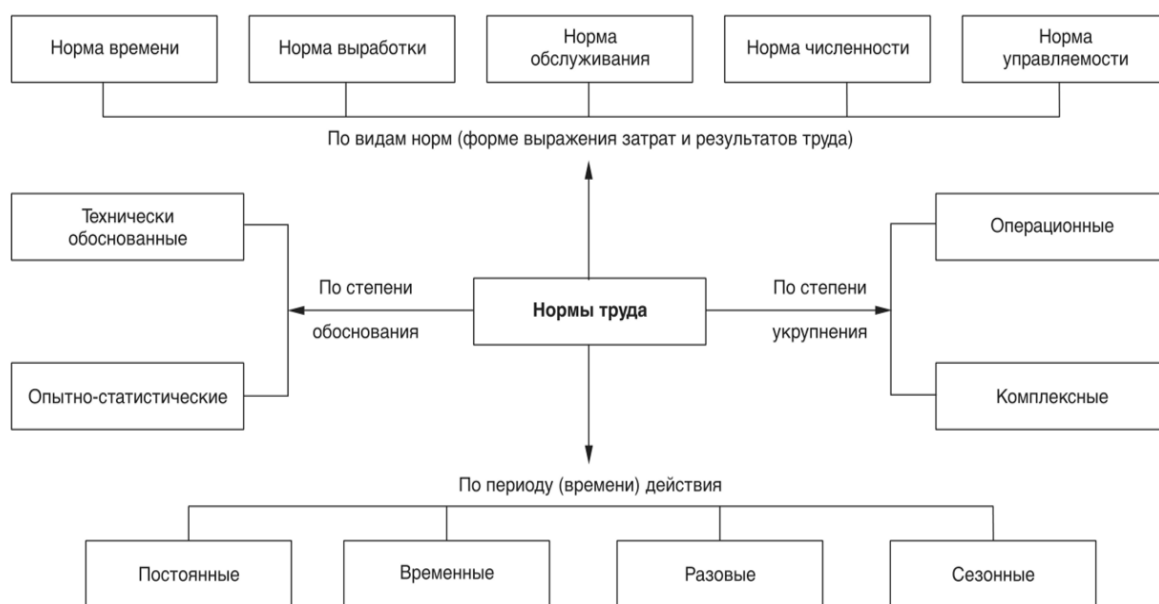 Норма времени
Норма выработки
Норма
обслуживания
Норма численности
Норма
управляемости
По видам норм (форме выражения затрат и результатов труда)
Технически
обоснованные
Операционные
По степени
обоснования
Нормы труда
По степени
укрупнения
Опытно-статистические
Комплексные
По периоду (времени) действия
Постоянные
Временные
Разовые
Сезонные